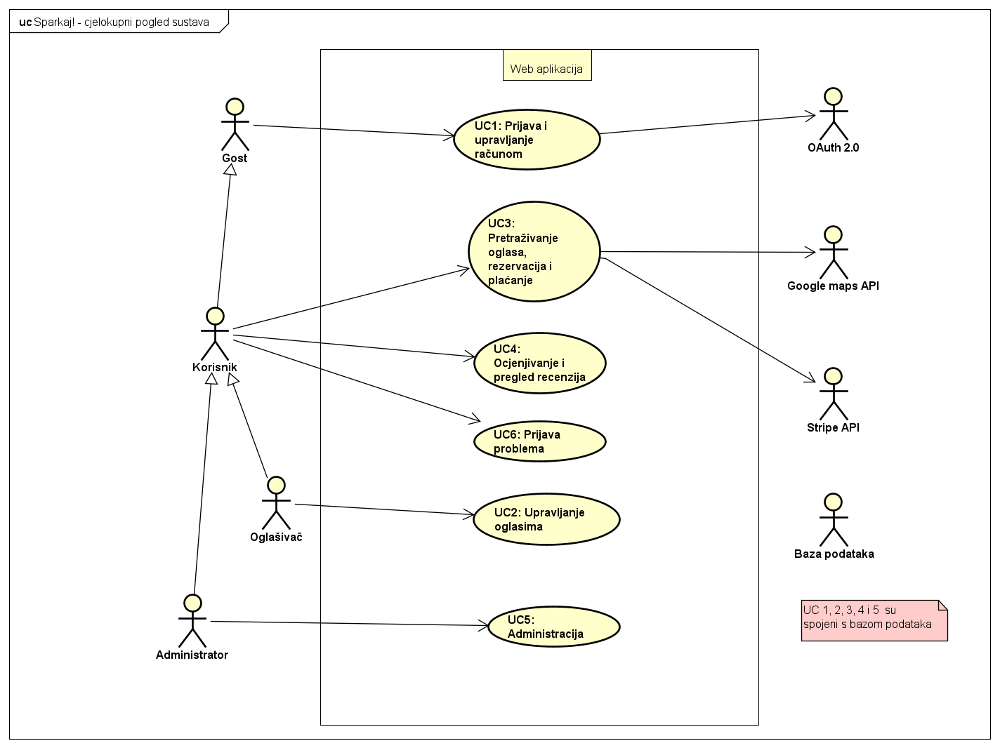 uc Sparkaj! - cjelokupni pogled sustava
Web aplikacija
Gost
UC1: Prijava i
upravljanje
računom
OAuth 2.0
UC3:
Pretraživanje
oglasa,
rezervacija i
plaćanje
Google maps API
Korisnik
UC4:
Ocjenjivanje i
pregled recenzija
Stripe API
UC6: Prijava
problema
Oglašivač
UC2: Upravljanje
oglasima
Baza podataka
UC 1, 2, 3, 4 i 5 su
spojeni s bazom podataka
Administrator
UC5:
Administracija